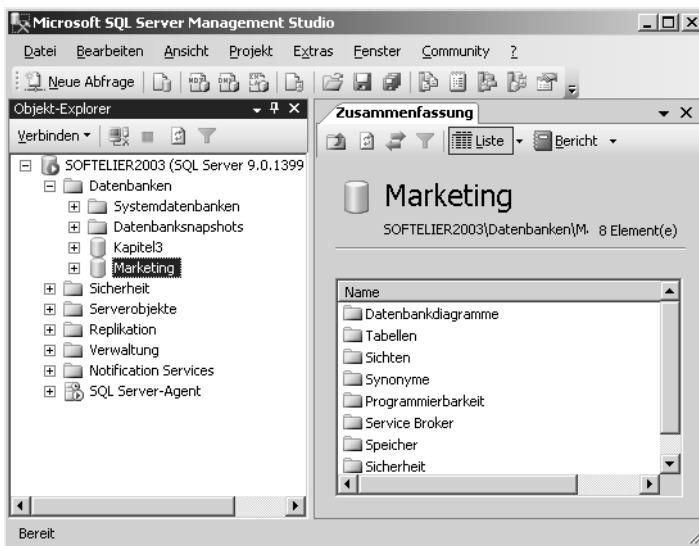 Microsoft SQL Server Management Studio
Datei Bearbeiten Ansicht Projekt Extras Fenster Community ?
Neue Abfrage
Objekt-Explorer
Verbinden
SOFTELIER2003 (SQL Server 9.0.1399
Datenbanken
Systemdatenbanken
Datenbanksnapshots
Kapitel3
Marketing
Sicherheit
Serverobjekte
Replikation
Verwaltung
Notification Services
SQL Server-Agent
Zusammenfassung
Liste Bericht
Marketing
SOFTELIER2003\Datenbanken\M. 8 Element(e)
Name
Datenbankdiagramme
Tabellen
Sichten
Synonyme
Programmierbarkeit
Service Broker
Speicher
Sicherheit
Bereit